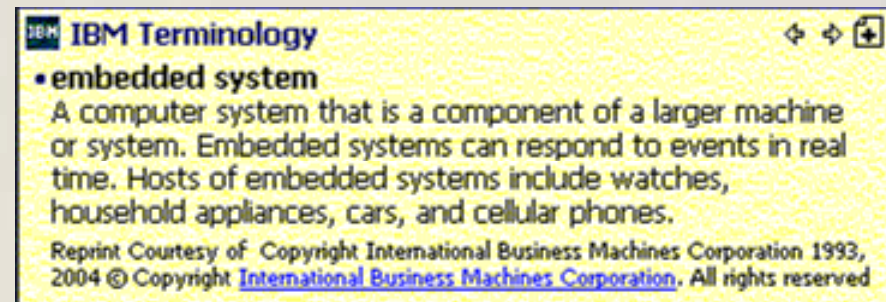 IBM IBM Terminology
•embedded system
A computer system that is a component of a larger machine
or system. Embedded systems can respond to events in real
time. Hosts of embedded systems include watches,
household appliances, cars, and cellular phones.
Reprint Courtesy of Copyright International Business Machines Corporation 1993,
2004 © Copyright International Business Machines Corporation. All rights reserved